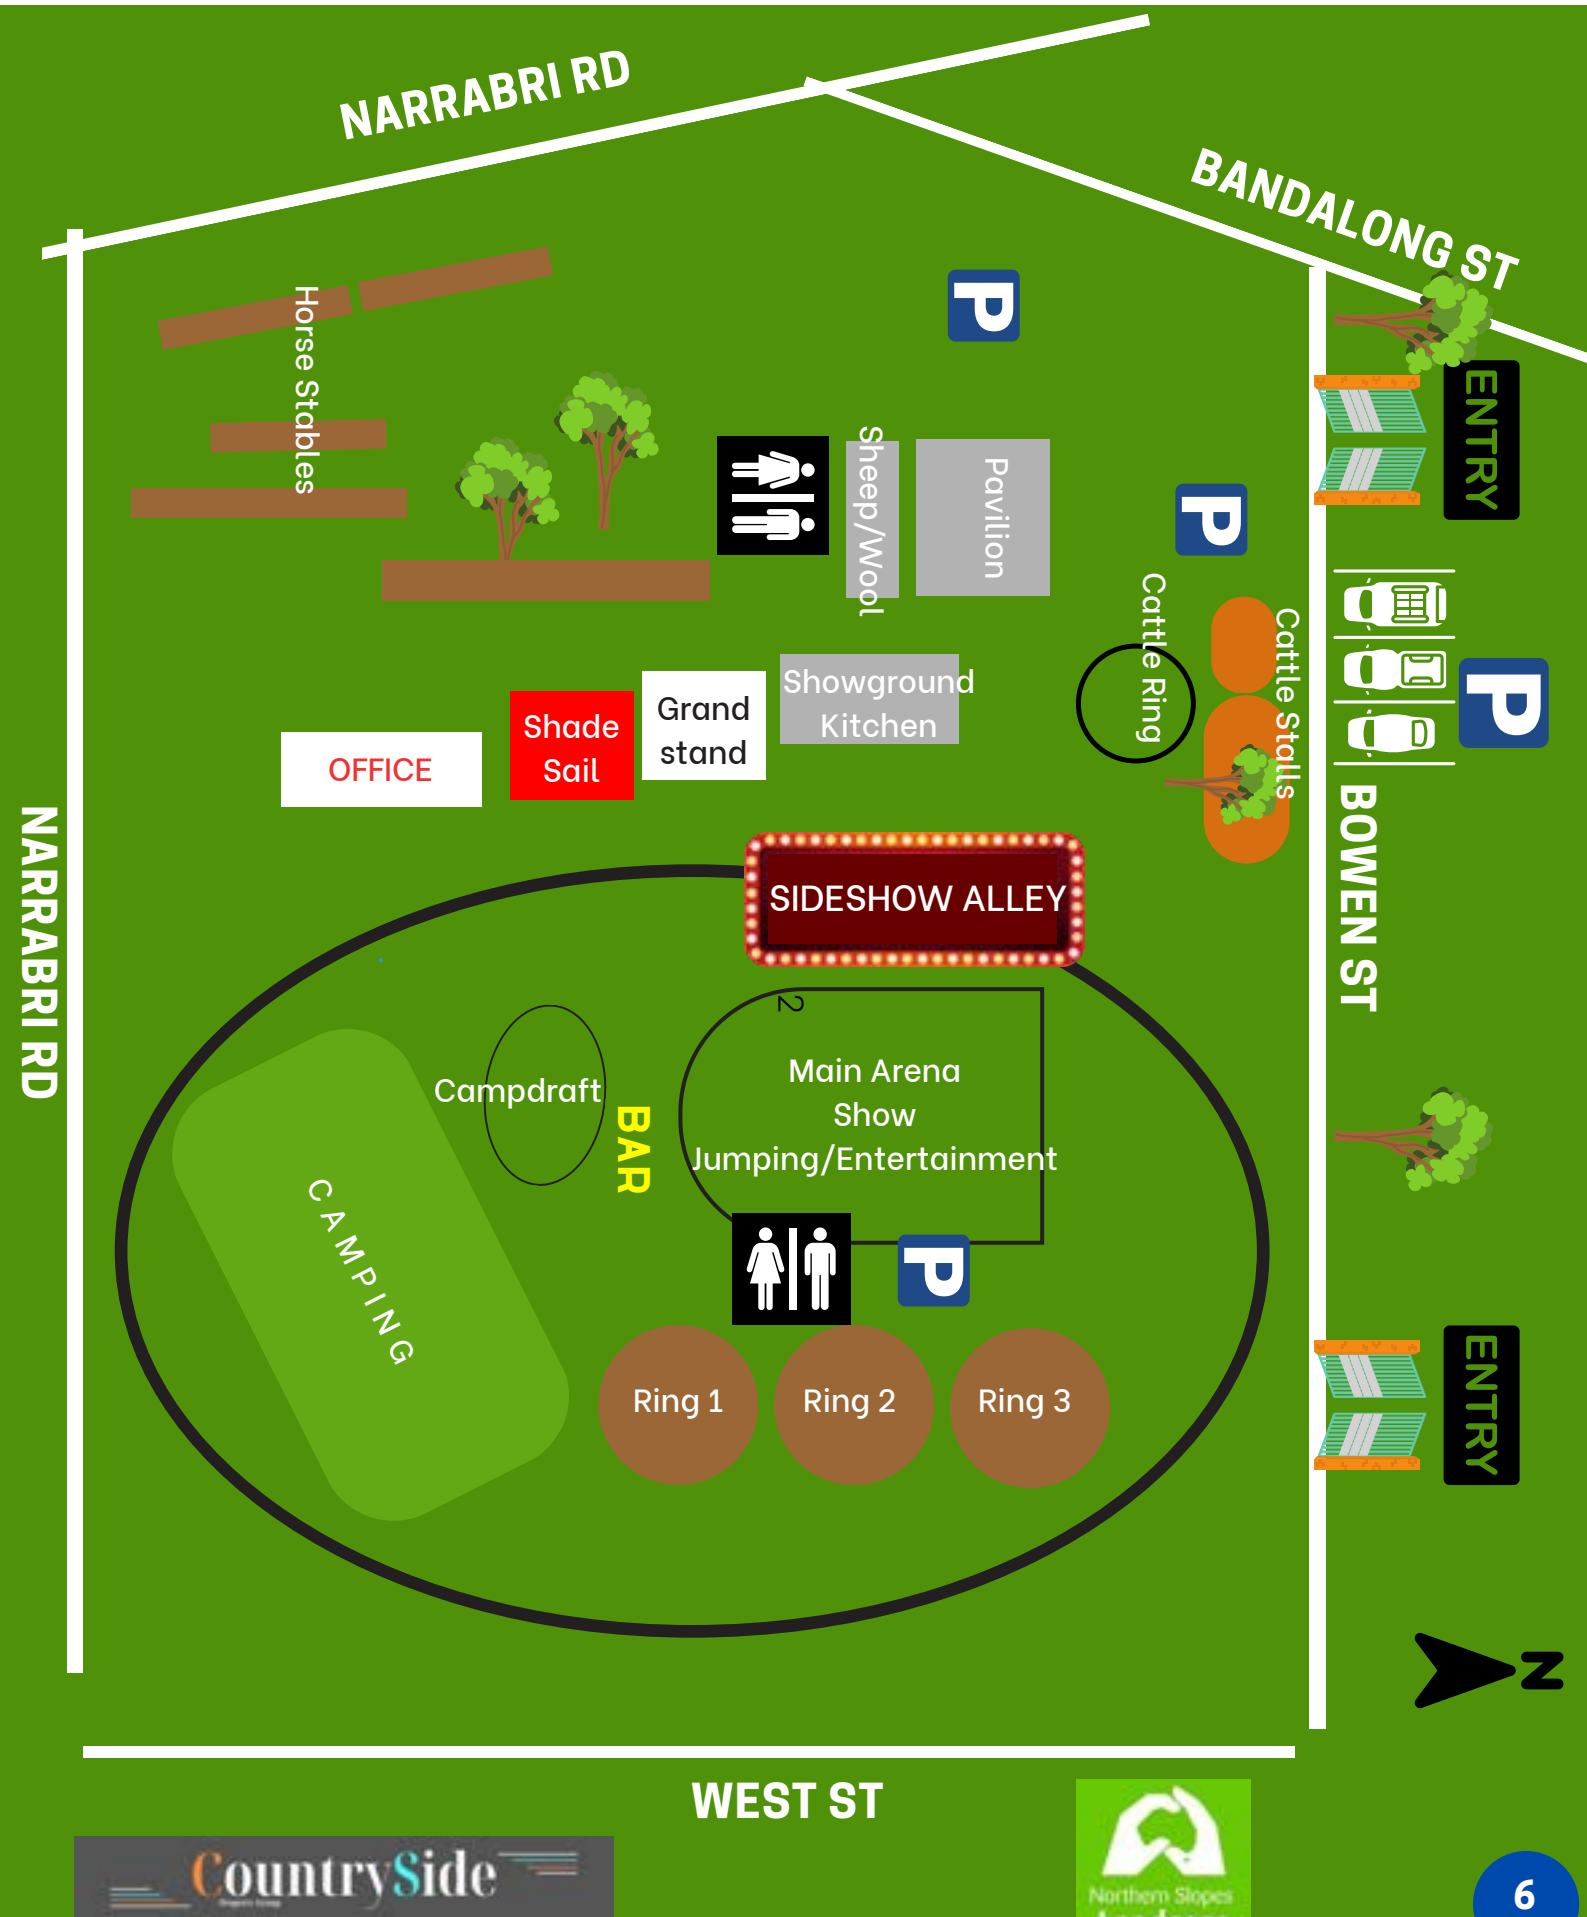 NARRABRI RD
BANDALONG ST
Horse Stables
P
ENTRY
Sheep/Wool
Pavilion
P
Cattle Ring
Cattle Stalls
P
Showground
Kitchen
Grand
stand
Shade
Sail
OFFICE
NARRABRI RD
BOWEN ST
SIDESHOW ALLEY
2
Main Arena
Show
Jumping/Entertainment
Campdraft
BAR
CAMPING
P
Ring 1
Ring 2
Ring 3
ENTRY
N
WEST ST
CountrySide
Northern Slopes
6